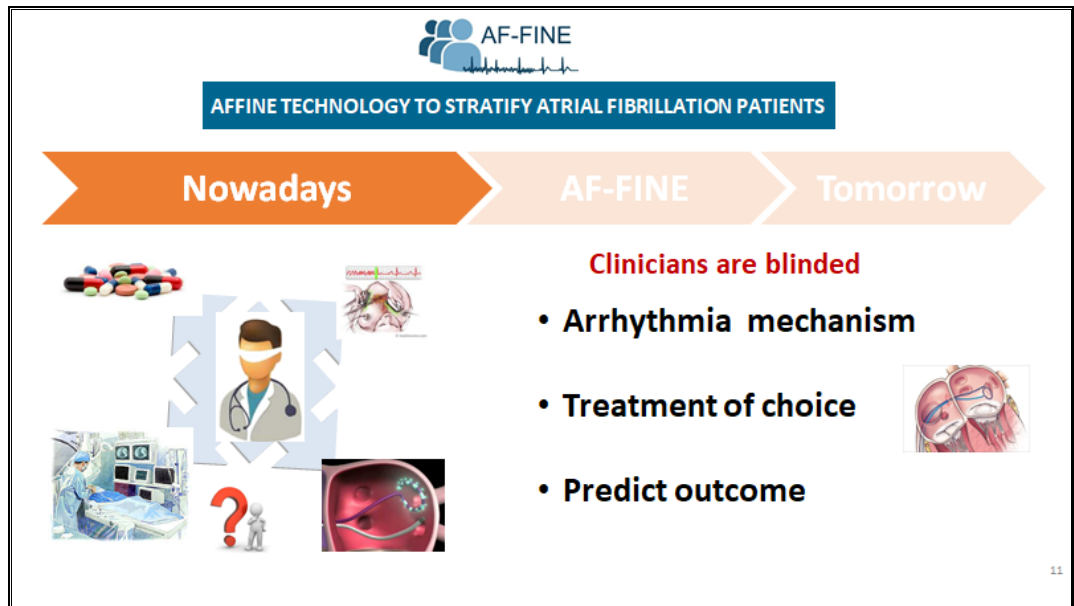 AF-FINE
AFFINE TECHNOLOGY TO STRATIFY ATRIAL FIBRILLATION PATIENTS
Nowadays
AF-FINE
Tomorrow
Clinicians are blinded
• Arrhythmia mechanism
• Treatment of choice
• Predict outcome
11